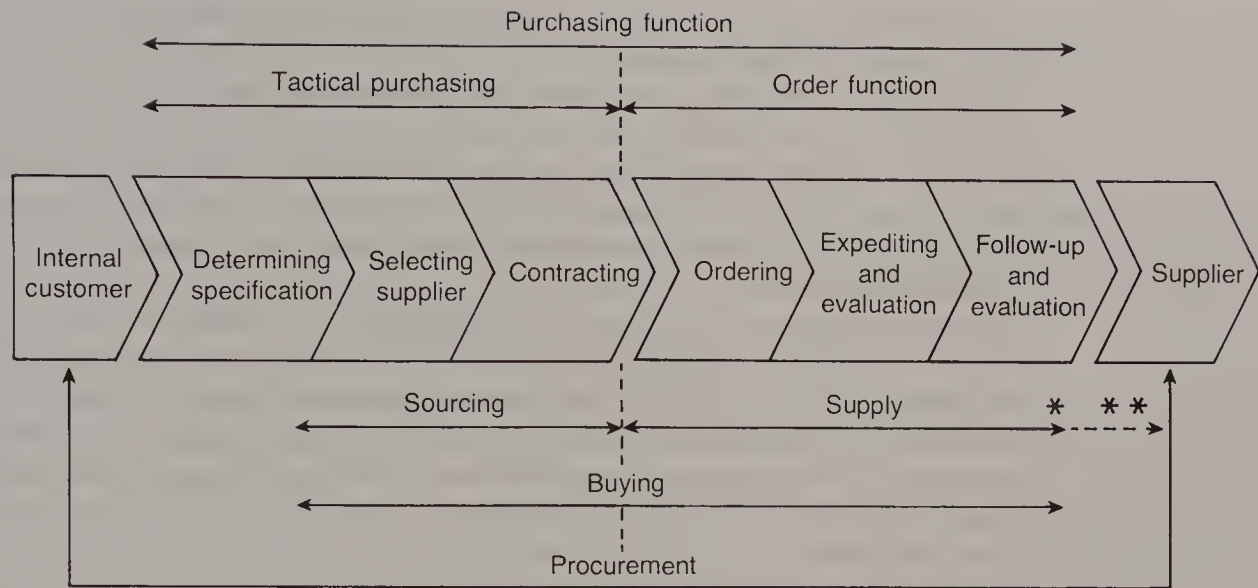 Purchasing function
Tactical purchasing
Order function
Internal
customer
Determining
specification
Selecting
supplier
Contracting
Ordering
Expediting
and
evaluation
Follow-up
and
evaluation
Supplier
Sourcing
Supply
*
**
Buying
Procurement